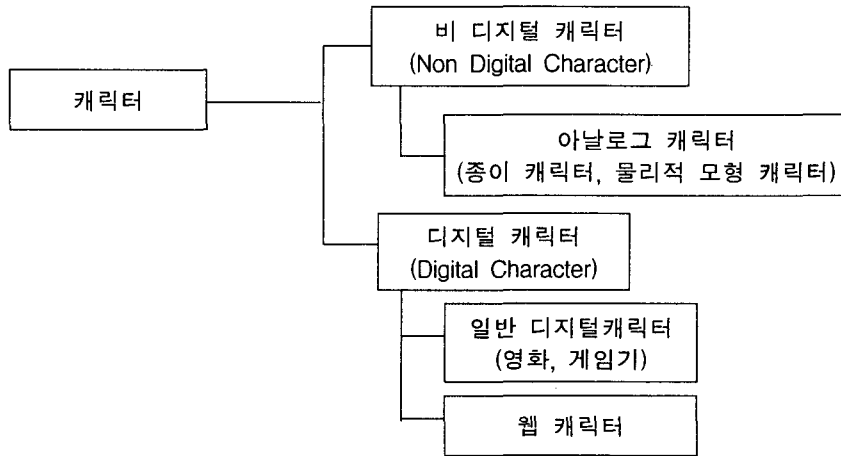 비 디지털 캐릭터
(Non Digital Character)
캐릭터
아날로그 캐릭터
(종이 캐릭터, 물리적 모형 캐릭터)
디지털 캐릭터
(Digital Character)
일반 디지털캐릭터
(영화, 게임기)
웹 캐릭터